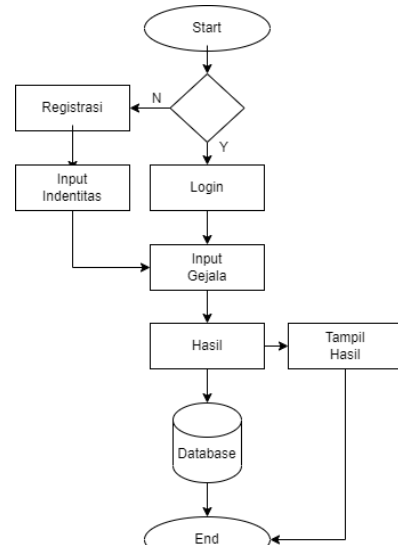 Start
N
Registrasi
Y
Input
Indentitas
Login
Input
Gejala
Hasil
Tampil
Hasil
Database
End